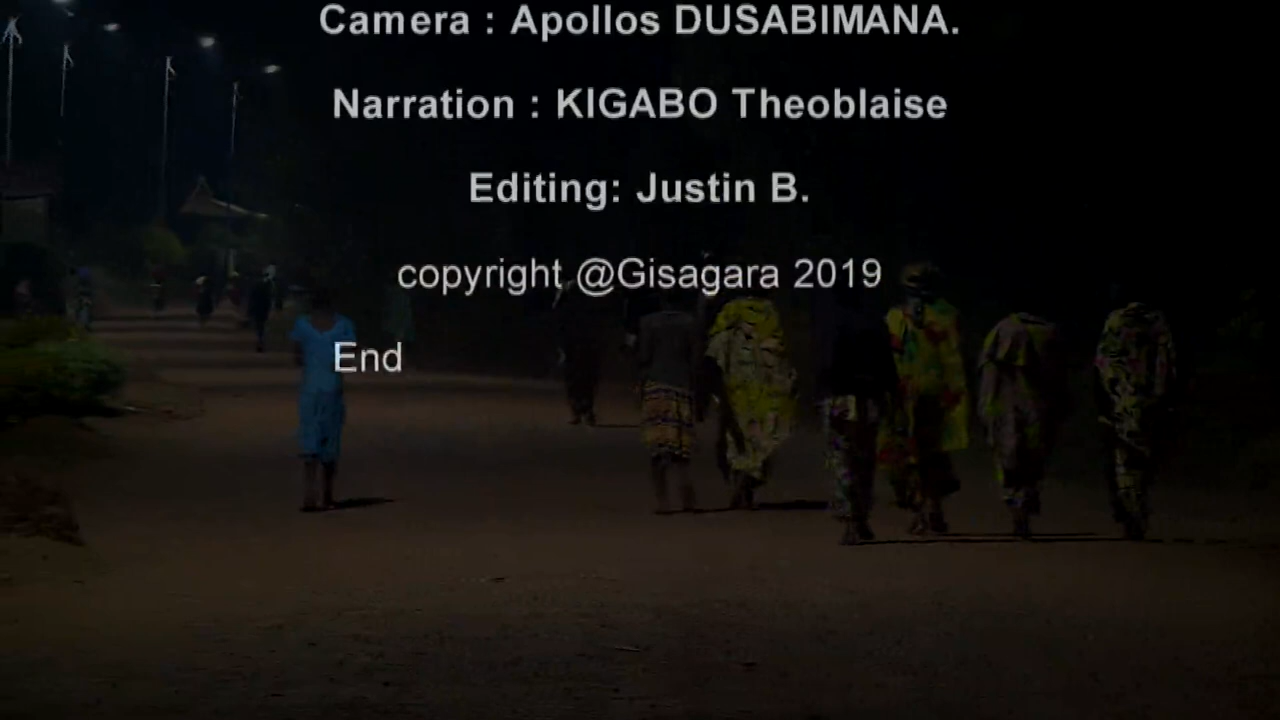 Camera : Apollos DUSABIMANA.
Narration : KIGABO Theoblaise
Editing: Justin B.
copyright @Gisagara 2019
End